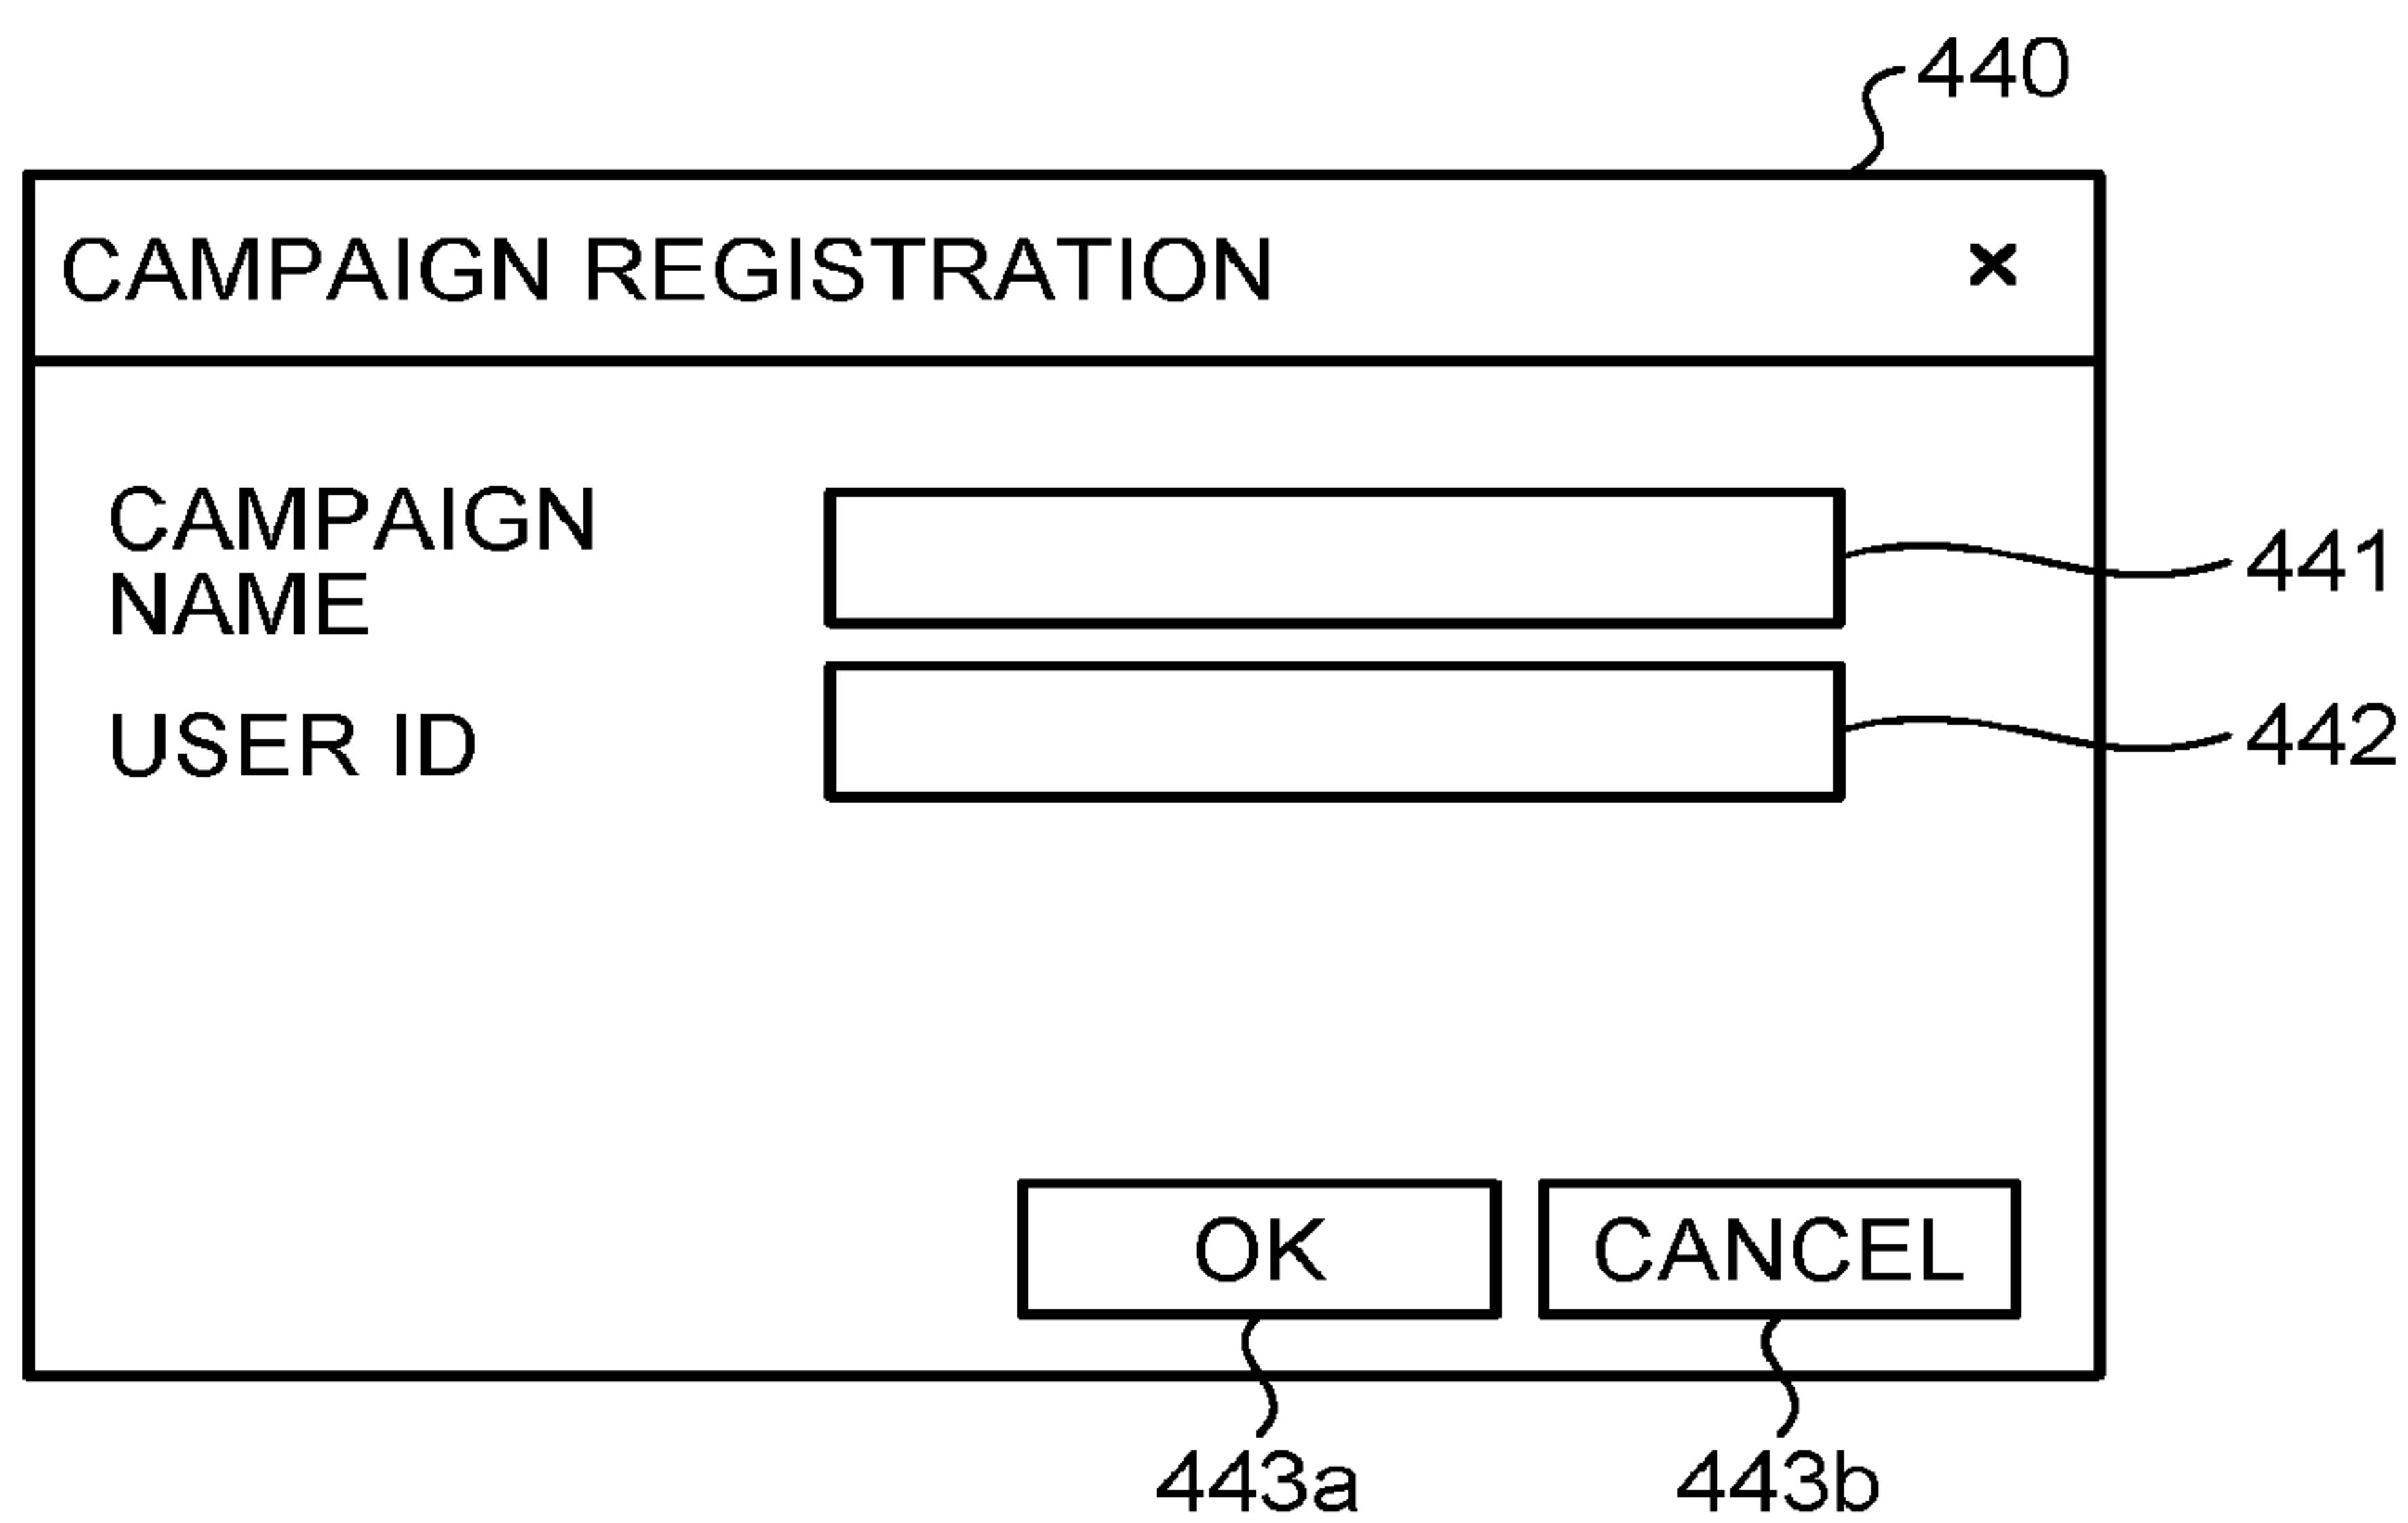 440
CAMPAIGN REGISTRATION ×
CAMPAIGN
NAME
441
USER ID
442
OK CANCEL
443a 443b